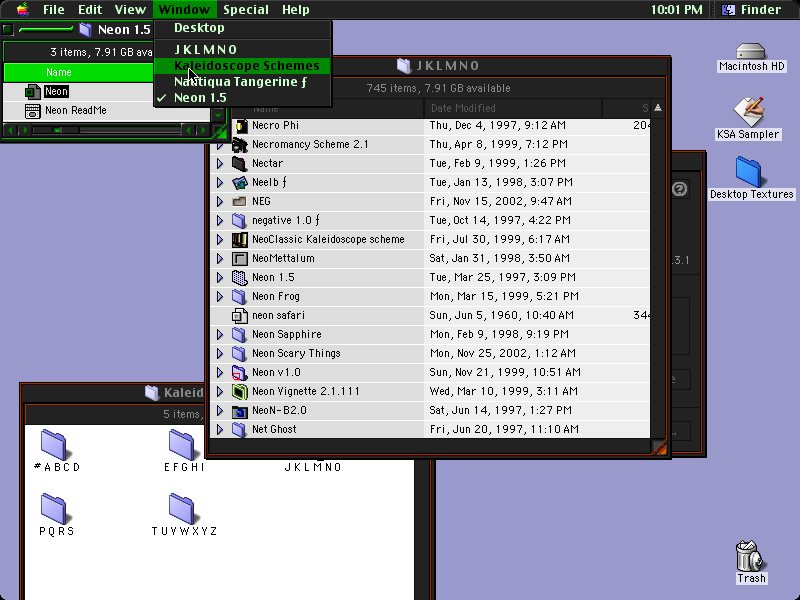 File Edit View Window Special Help 10:01 PM Finder
Neon 1.5
3 items, 7.91 GB ava
Name
Neon
Neon ReadMe
Desktop
JKLMNO
Kaleidoscope Schemes
Nautiqua Tangerine ƒ
✓ Neon 1.5
JKLMNO
745 items, 7.91 GB available
Name Date Modified S
Necro Phi Thu, Dec 4, 1997, 9:12 AM 204
Necromancy Scheme 2.1 Thu, Apr 8, 1999, 7:12 PM
Nectar Tue, Feb 9, 1999, 1:26 PM
Neelb ƒ Tue, Jan 13, 1998, 3:07 PM
NEG Fri, Nov 15, 2002, 9:47 AM
negative 1.0 ƒ Tue, Oct 14, 1997, 4:22 PM
NeoClassic Kaleidoscope scheme Fri, Jul 30, 1999, 6:17 AM
NeoMettalum Sat, Jan 31, 1998, 3:50 AM
Neon 1.5 Tue, Mar 25, 1997, 3:09 PM
Neon Frog Mon, Mar 15, 1999, 5:21 PM
neon safari Sun, Jun 5, 1960, 10:40 AM 344
Neon Sapphire Mon, Feb 9, 1998, 9:19 PM
Neon Scary Things Mon, Nov 25, 2002, 1:12 AM
Neon v1.0 Sun, Nov 21, 1999, 10:51 AM
Neon Vignette 2.1.111 Wed, Mar 10, 1999, 3:11 AM
NeoN-B2.0 Sat, Jun 14, 1997, 1:27 PM
Net Ghost Fri, Jun 20, 1997, 11:10 AM
.3.1
e
Kaleid
5 items,
#ABCD
EFGHI
JKLMNO
PQRS
TUVWXYZ
Macintosh HD
KSA Sampler
Desktop Textures
Trash